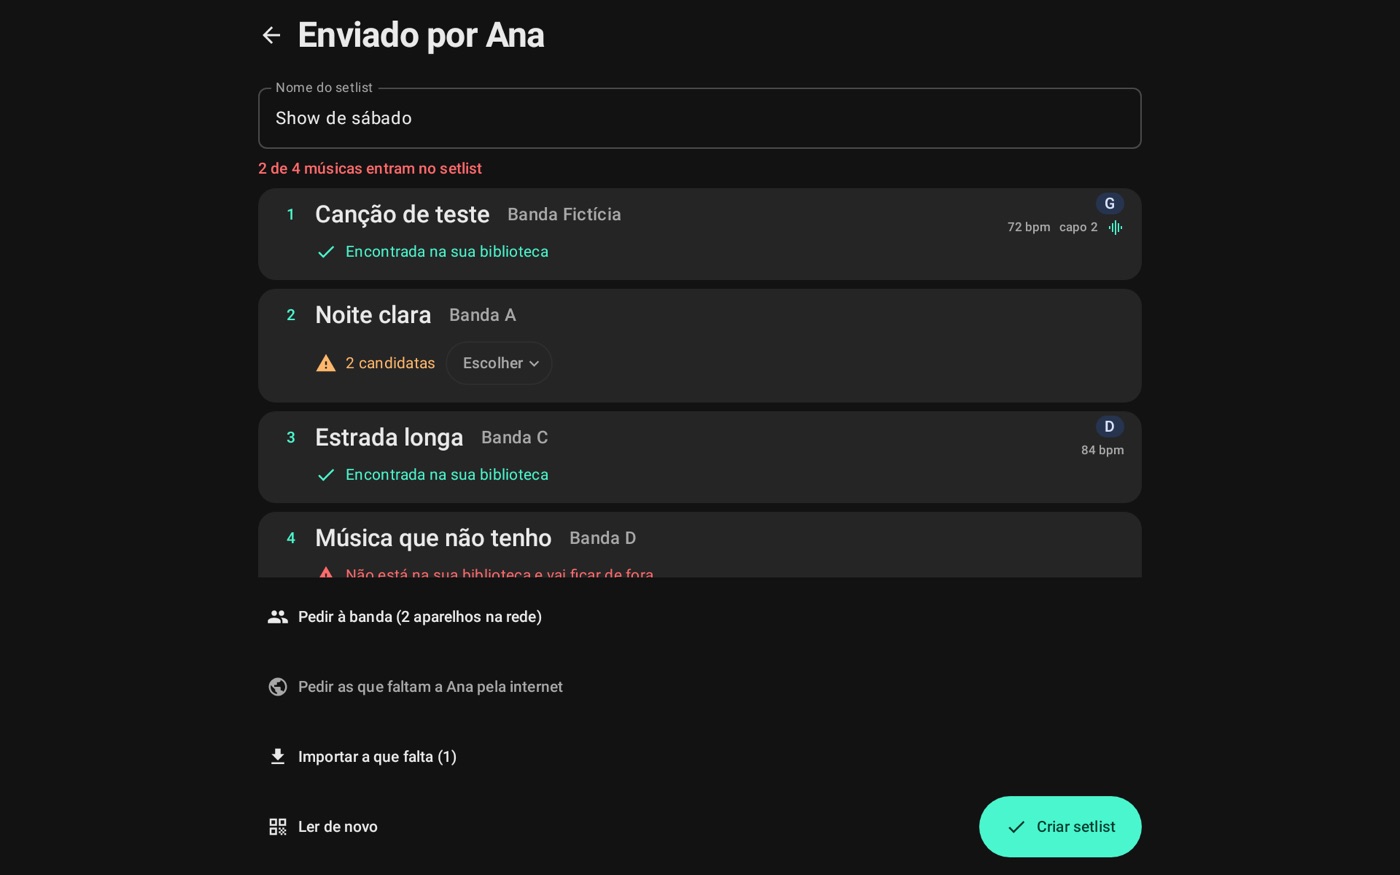 Enviado por Ana
Nome do setlist
Show de sábado
2 de 4 músicas entram no setlist
1 Canção de teste Banda Fictícia G
72 bpm capo 2
Encontrada na sua biblioteca
2 Noite clara Banda A
2 candidatas Escolher
3 Estrada longa Banda C D
84 bpm
Encontrada na sua biblioteca
4 Música que não tenho Banda D
Não está na sua biblioteca e vai ficar de fora
Pedir à banda (2 aparelhos na rede)
Pedir as que faltam a Ana pela internet
Importar a que falta (1)
Ler de novo
Criar setlist